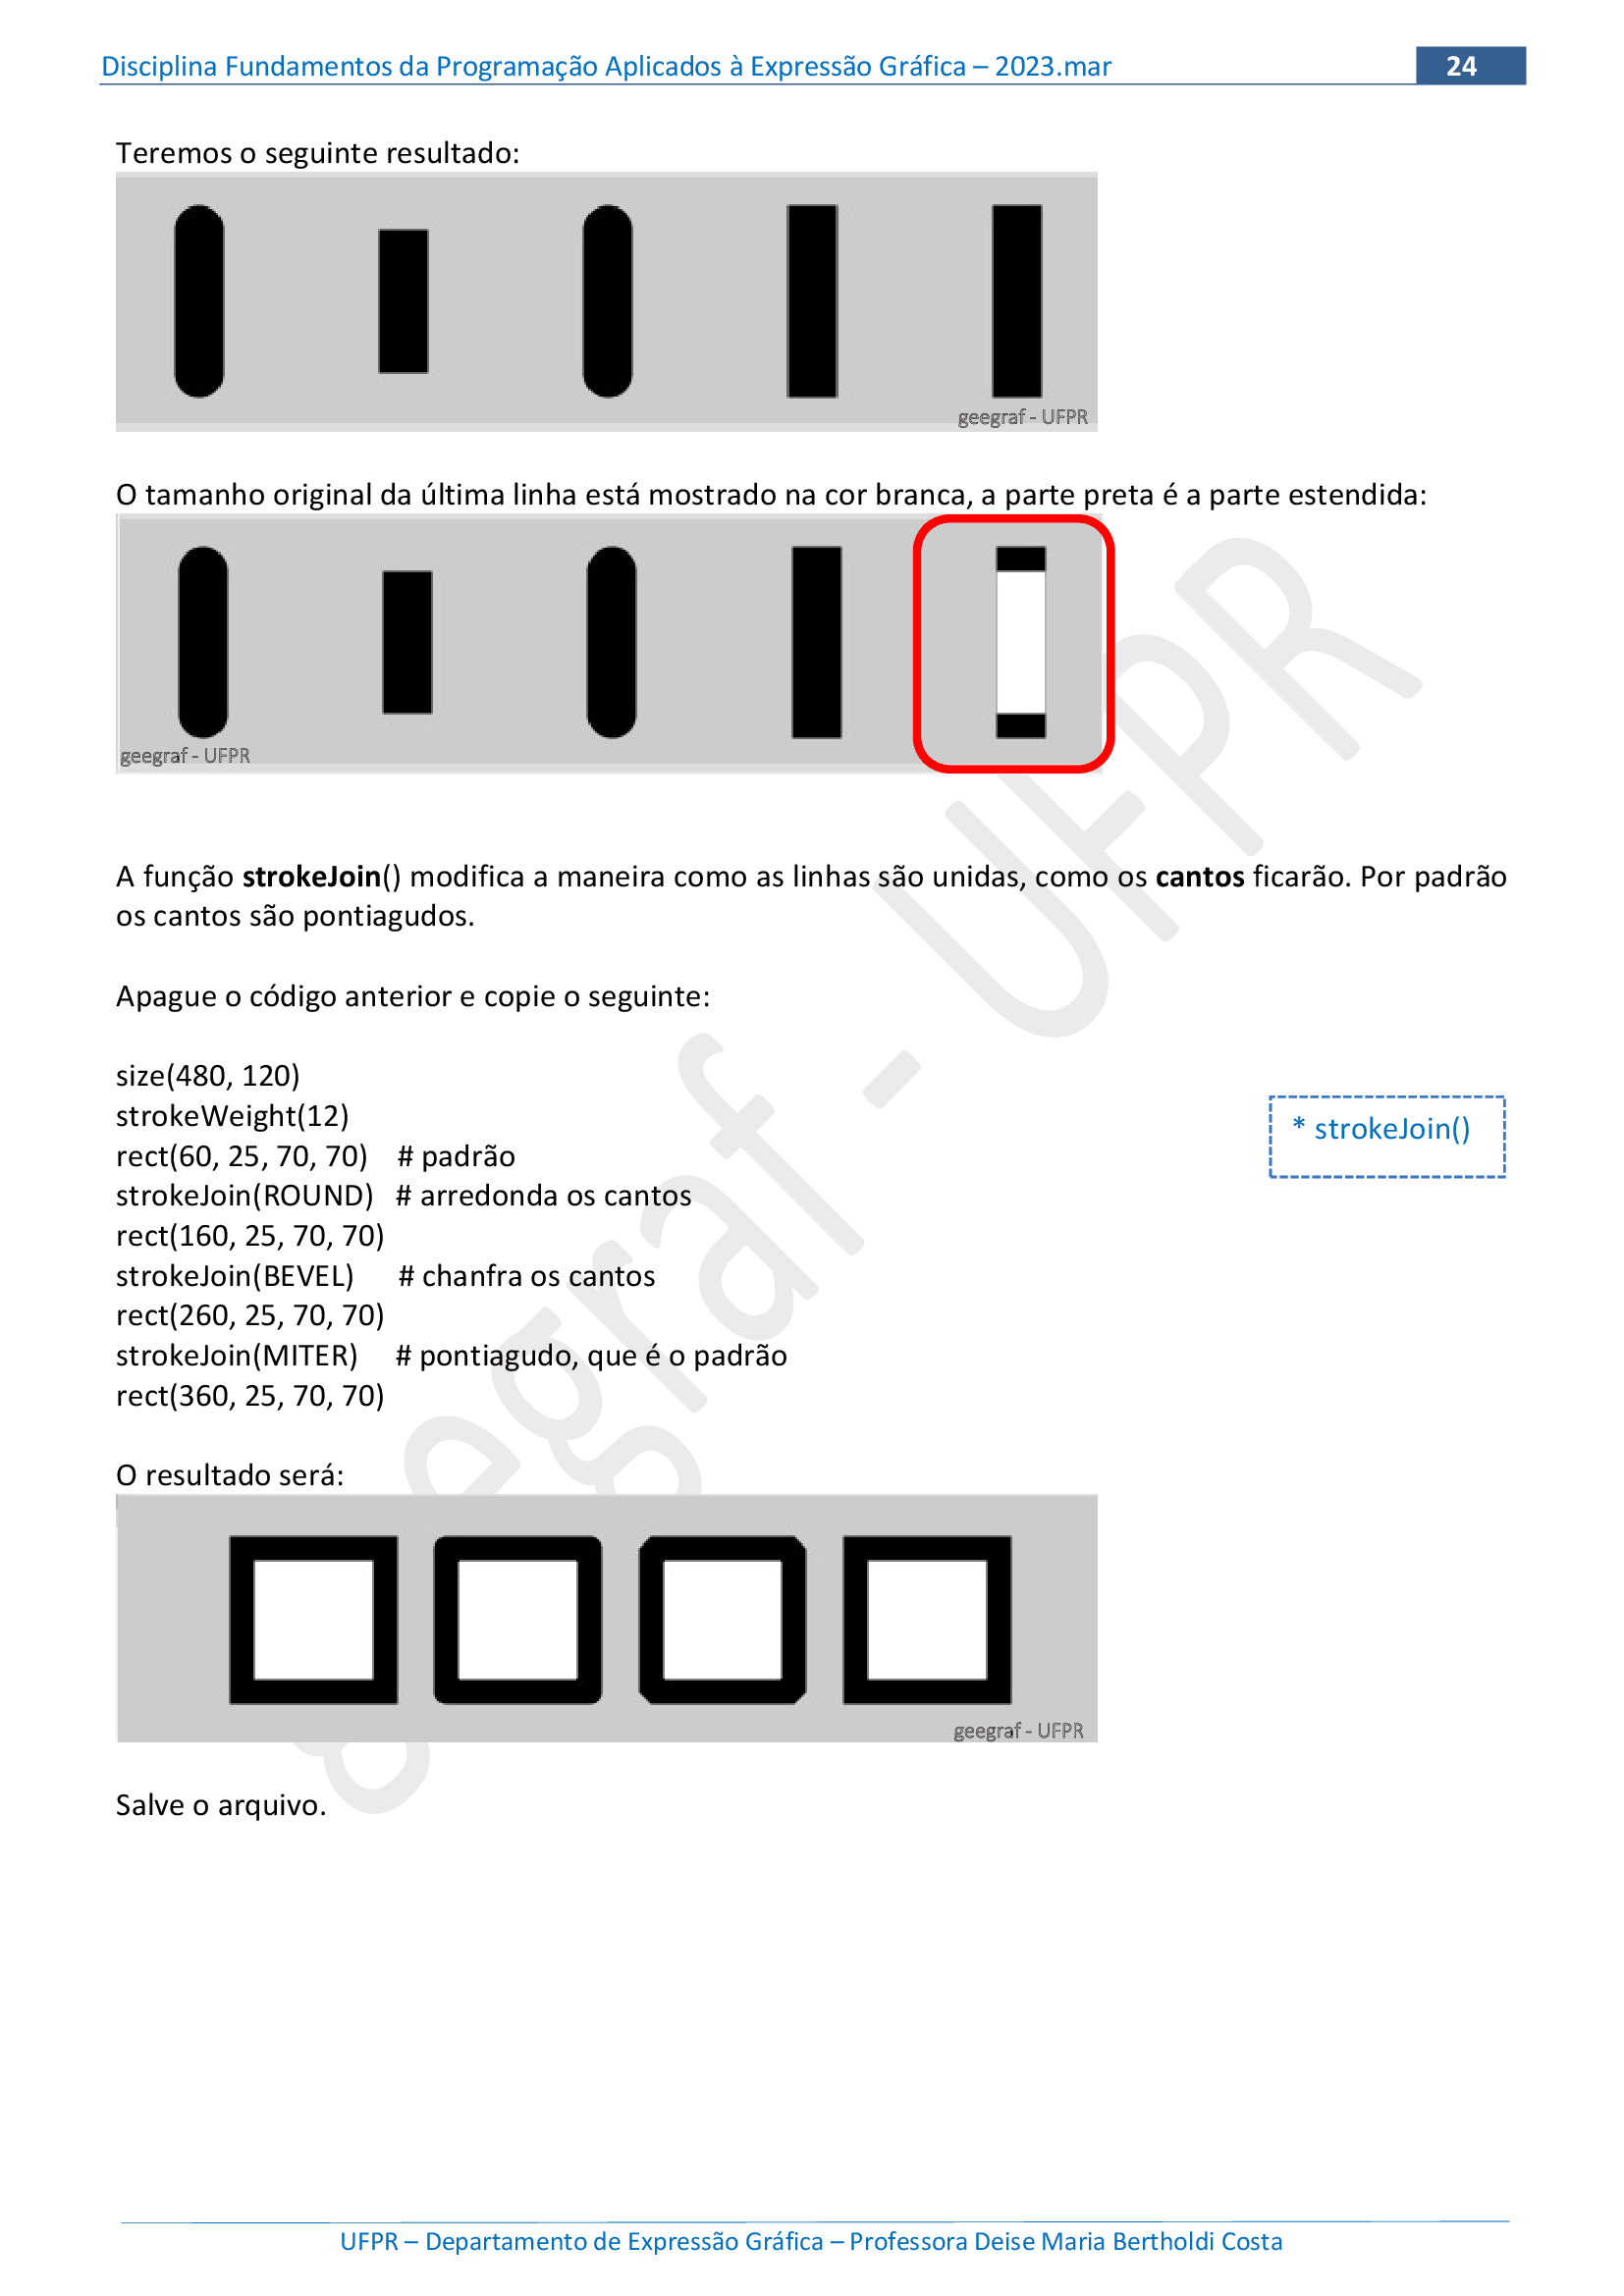 Disciplina Fundamentos da Programação Aplicados à Expressão Gráfica – 2023.mar 24
Teremos o seguinte resultado:
geegraf - UFPR
O tamanho original da última linha está mostrado na cor branca, a parte preta é a parte estendida:
geegraf - UFPR
A função strokeJoin() modifica a maneira como as linhas são unidas, como os cantos ficarão. Por padrão
os cantos são pontiagudos.
Apague o código anterior e copie o seguinte:
size(480, 120)
strokeWeight(12)
rect(60, 25, 70, 70) # padrão
strokeJoin(ROUND) # arredonda os cantos
rect(160, 25, 70, 70)
strokeJoin(BEVEL) # chanfra os cantos
rect(260, 25, 70, 70)
strokeJoin(MITER) # pontiagudo, que é o padrão
rect(360, 25, 70, 70)
* strokeJoin()
O resultado será:
geegraf - UFPR
Salve o arquivo.
geegraf - UFPR
UFPR – Departamento de Expressão Gráfica – Professora Deise Maria Bertholdi Costa